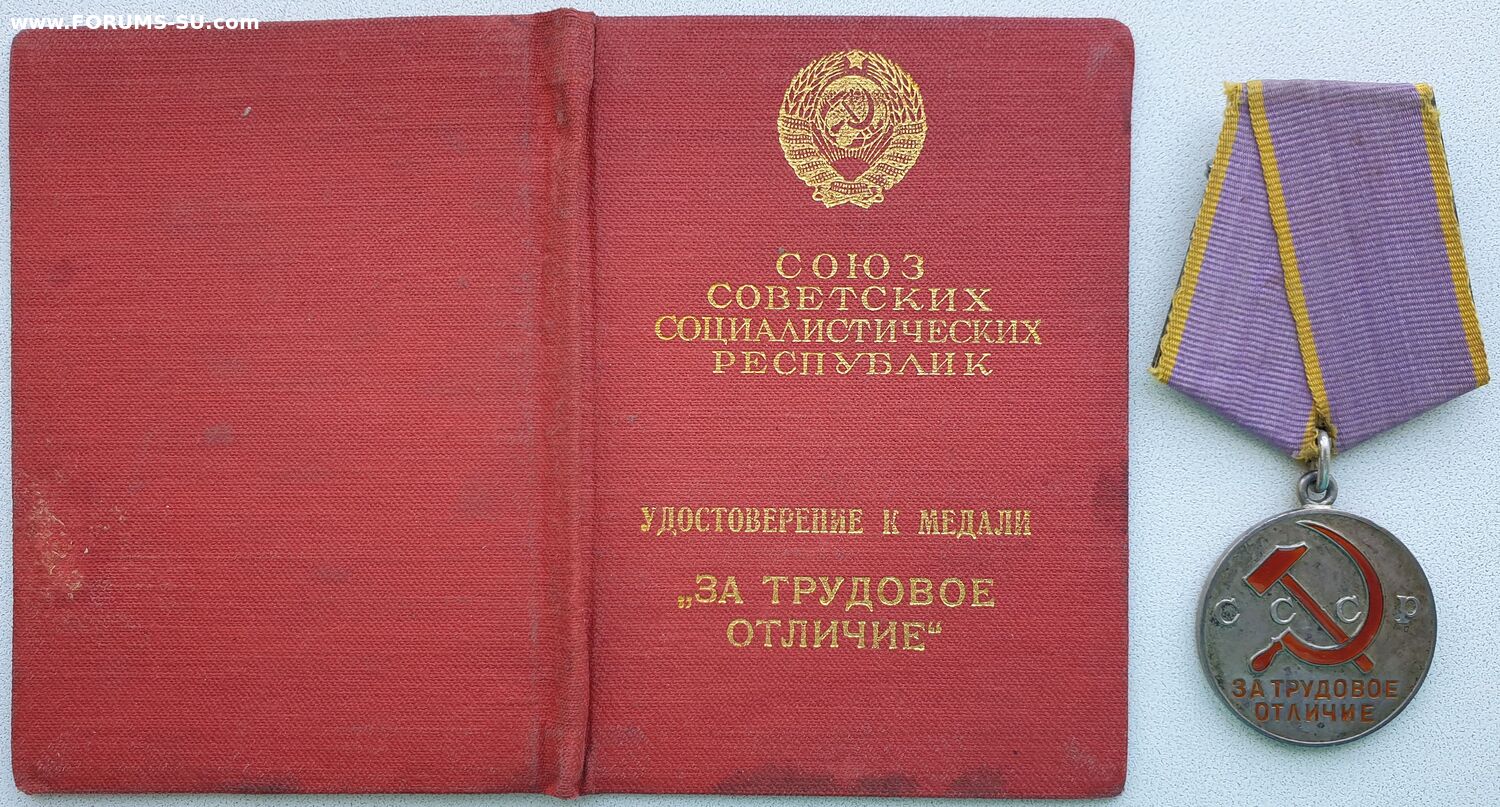 www.FORUMS-SU.com
СОЮЗ
СОВЕТСКИХ
СОЦИАЛИСТИЧЕСКИХ
РЕСПУБЛИК
УДОСТОВЕРЕНИЕ К МЕДАЛИ
„ЗА ТРУДОВОЕ
ОТЛИЧИЕ“
С С С Р
ЗА ТРУДОВОЕ
ОТЛИЧИЕ